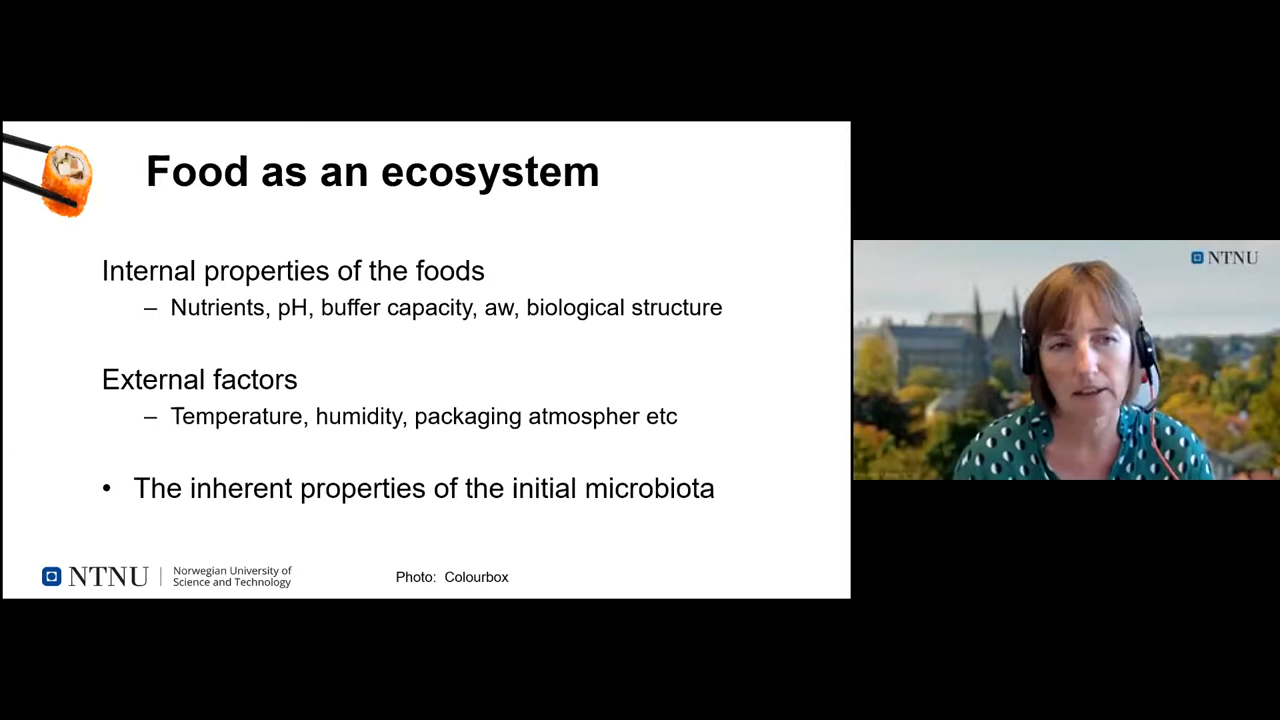 Food as an ecosystem
Internal properties of the foods
– Nutrients, pH, buffer capacity, aw, biological structure
External factors
– Temperature, humidity, packaging atmospher etc
• The inherent properties of the initial microbiota
NTNU
Norwegian University of
Science and Technology
Photo: Colourbox
NTNU